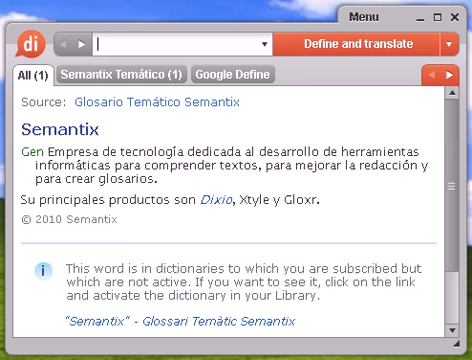 Menu
di
Define and translate
All (1) Semantix Temático (1) Google Define
Source: Glosario Temático Semantix
Semantix
Gen Empresa de tecnología dedicada al desarrollo de herramientas
informáticas para comprender textos, para mejorar la redacción y
para crear glosarios.
Su principales productos son Dixio, Xtyle y Gloxr.
© 2010 Semantix
i
This word is in dictionaries to which you are subscribed but
which are not active. If you want to see it, click on the link
and activate the dictionary in your Library.
"Semantix" - Glossari Temàtic Semantix